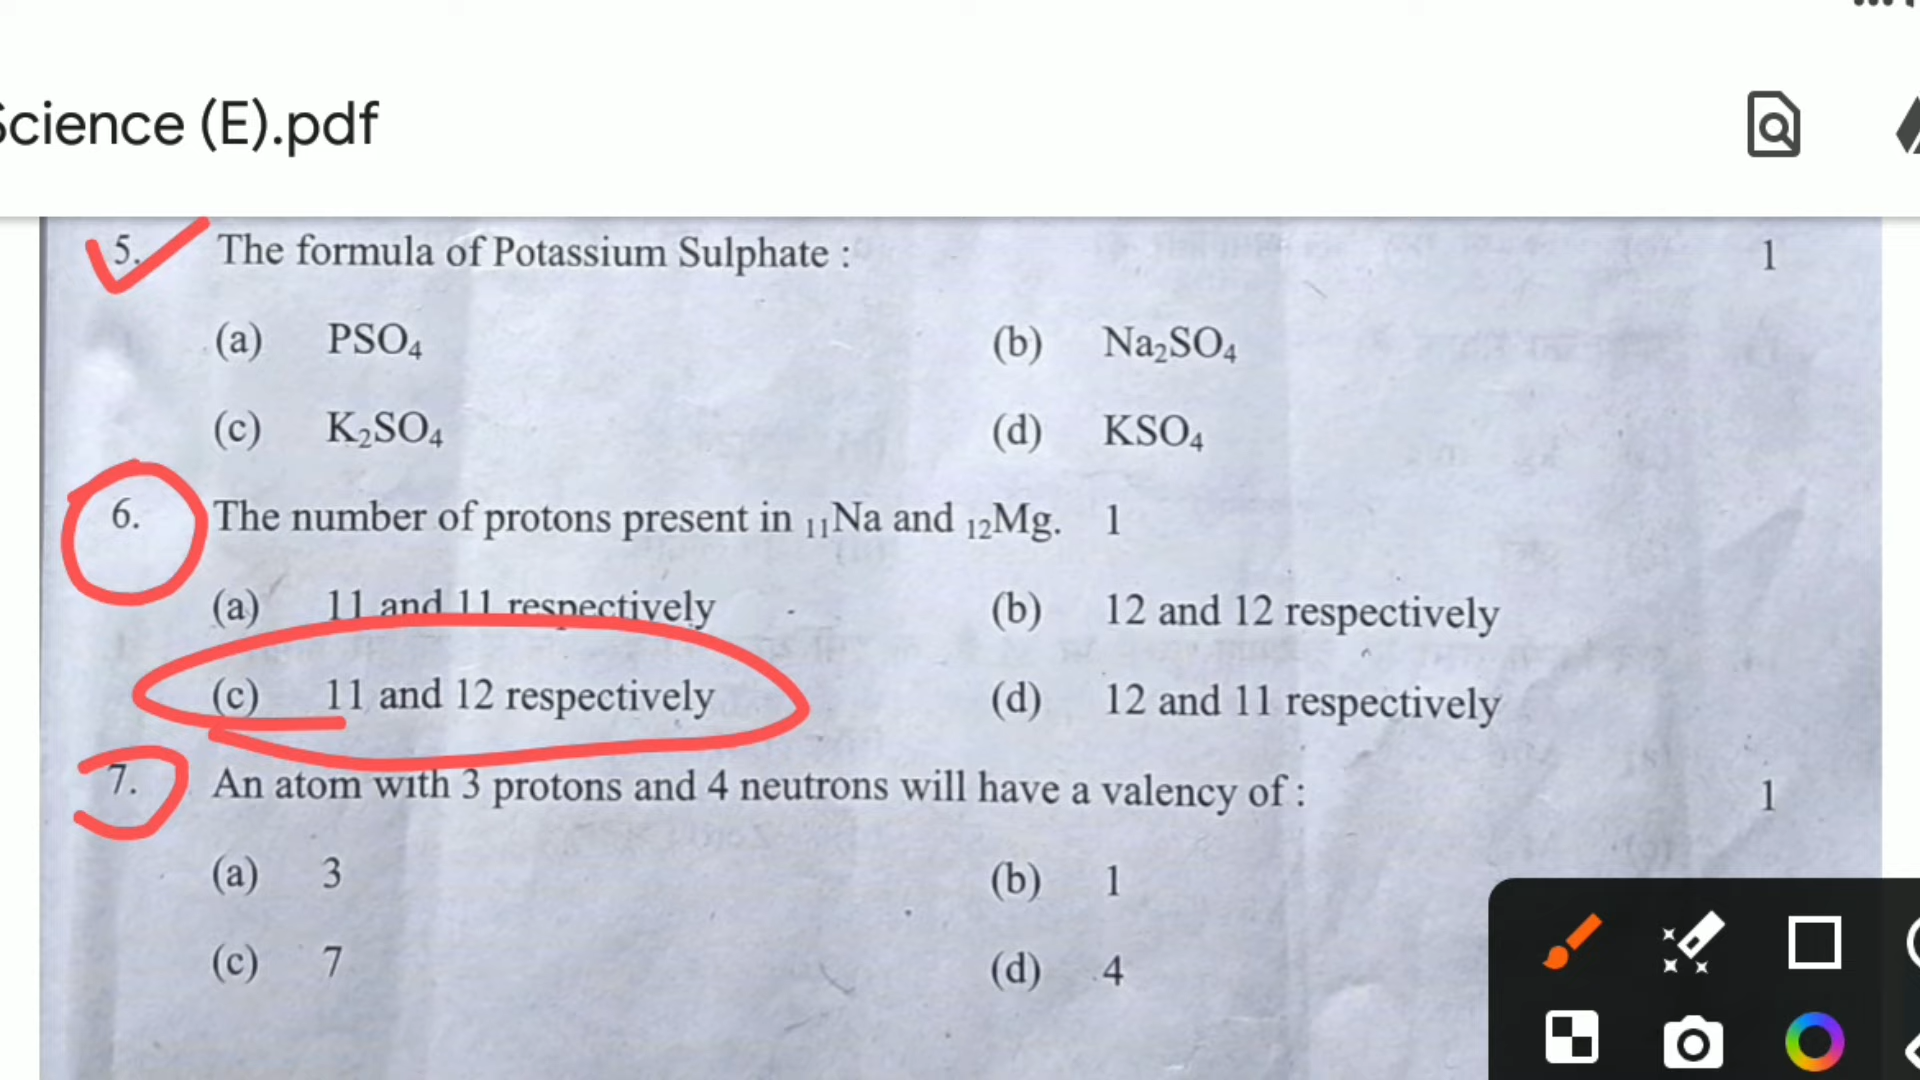 Science (E).pdf
5. The formula of Potassium Sulphate : 1
(a) PSO₄ (b) Na₂SO₄
(c) K₂SO₄ (d) KSO₄
6. The number of protons present in ₁₁Na and ₁₂Mg. 1
(a) 11 and 11 respectively (b) 12 and 12 respectively
(c) 11 and 12 respectively (d) 12 and 11 respectively
7. An atom with 3 protons and 4 neutrons will have a valency of : 1
(a) 3 (b) 1
(c) 7 (d) 4